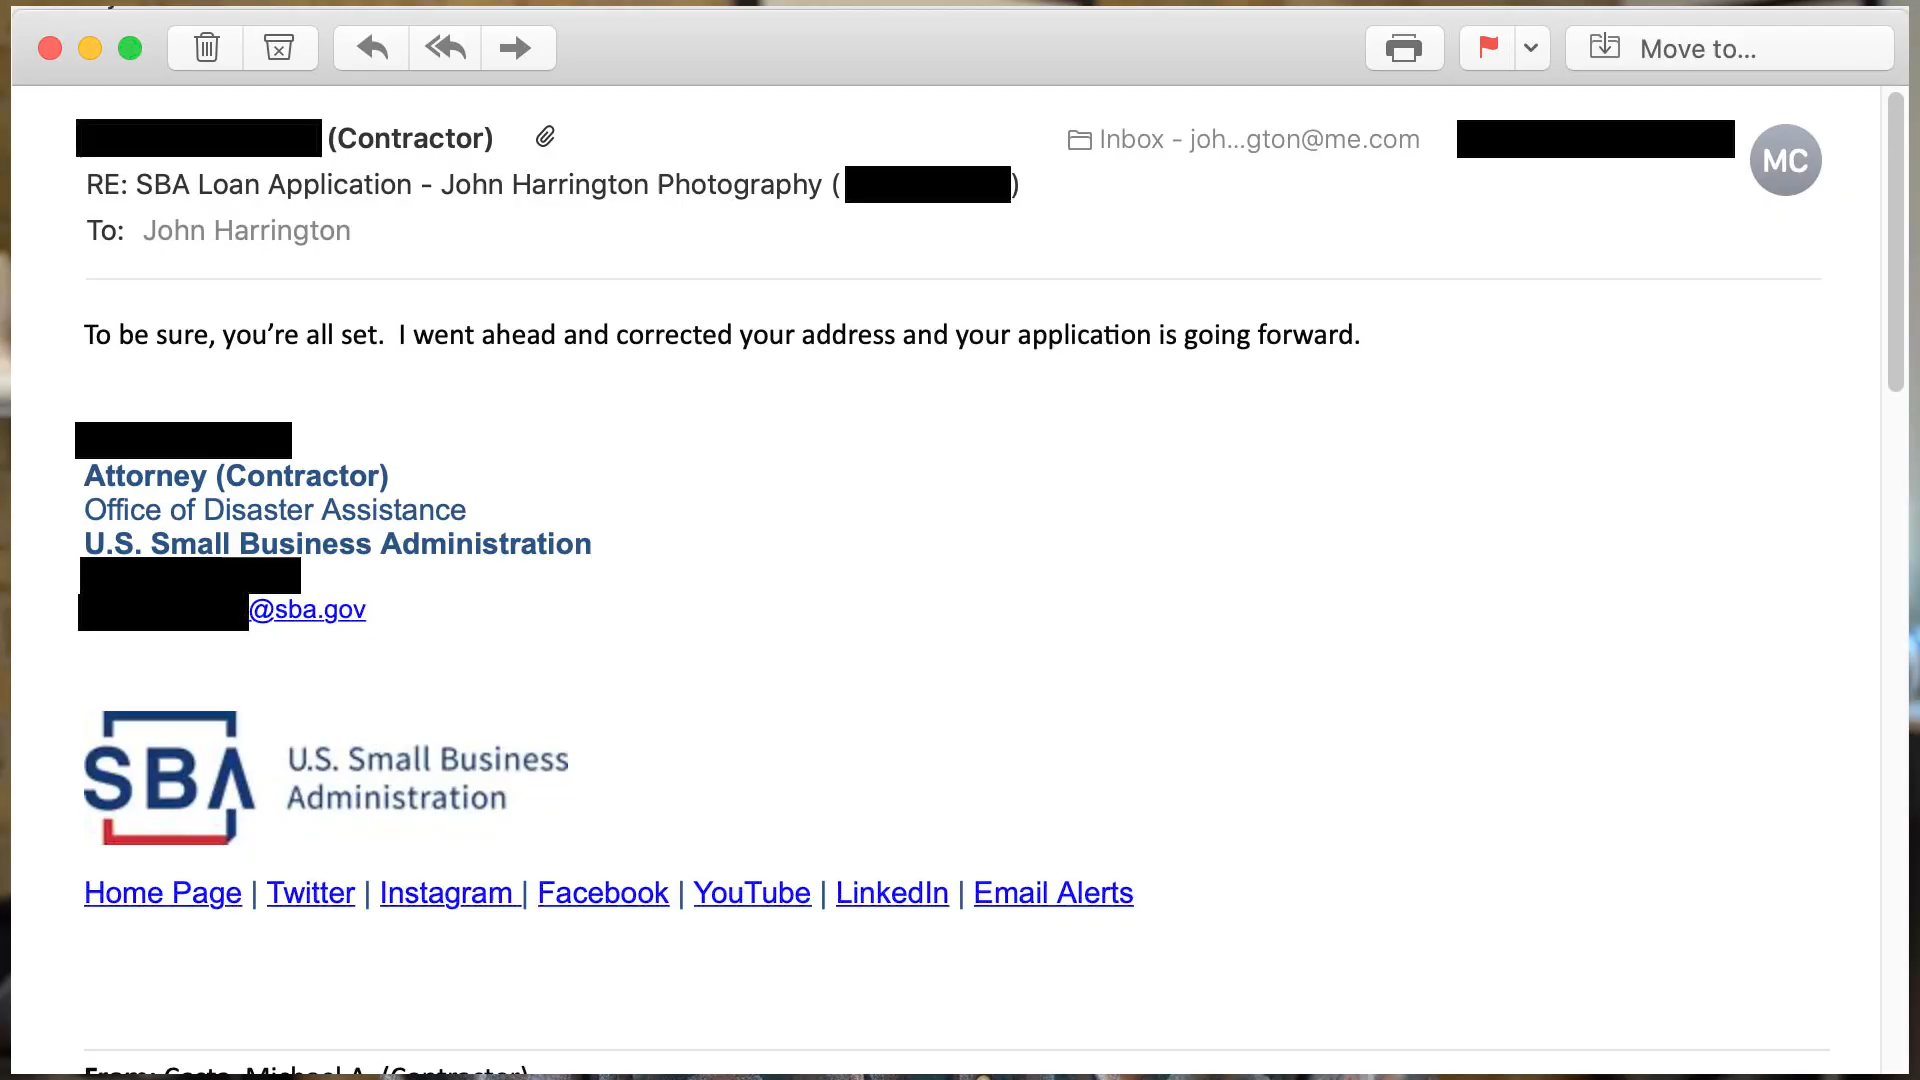 Move to...
(Contractor)
Inbox - joh...gton@me.com
MC
RE: SBA Loan Application - John Harrington Photography ( )
To: John Harrington
To be sure, you’re all set. I went ahead and corrected your address and your application is going forward.
Attorney (Contractor)
Office of Disaster Assistance
U.S. Small Business Administration
@sba.gov
SBA
U.S. Small Business
Administration
Home Page | Twitter | Instagram | Facebook | YouTube | LinkedIn | Email Alerts